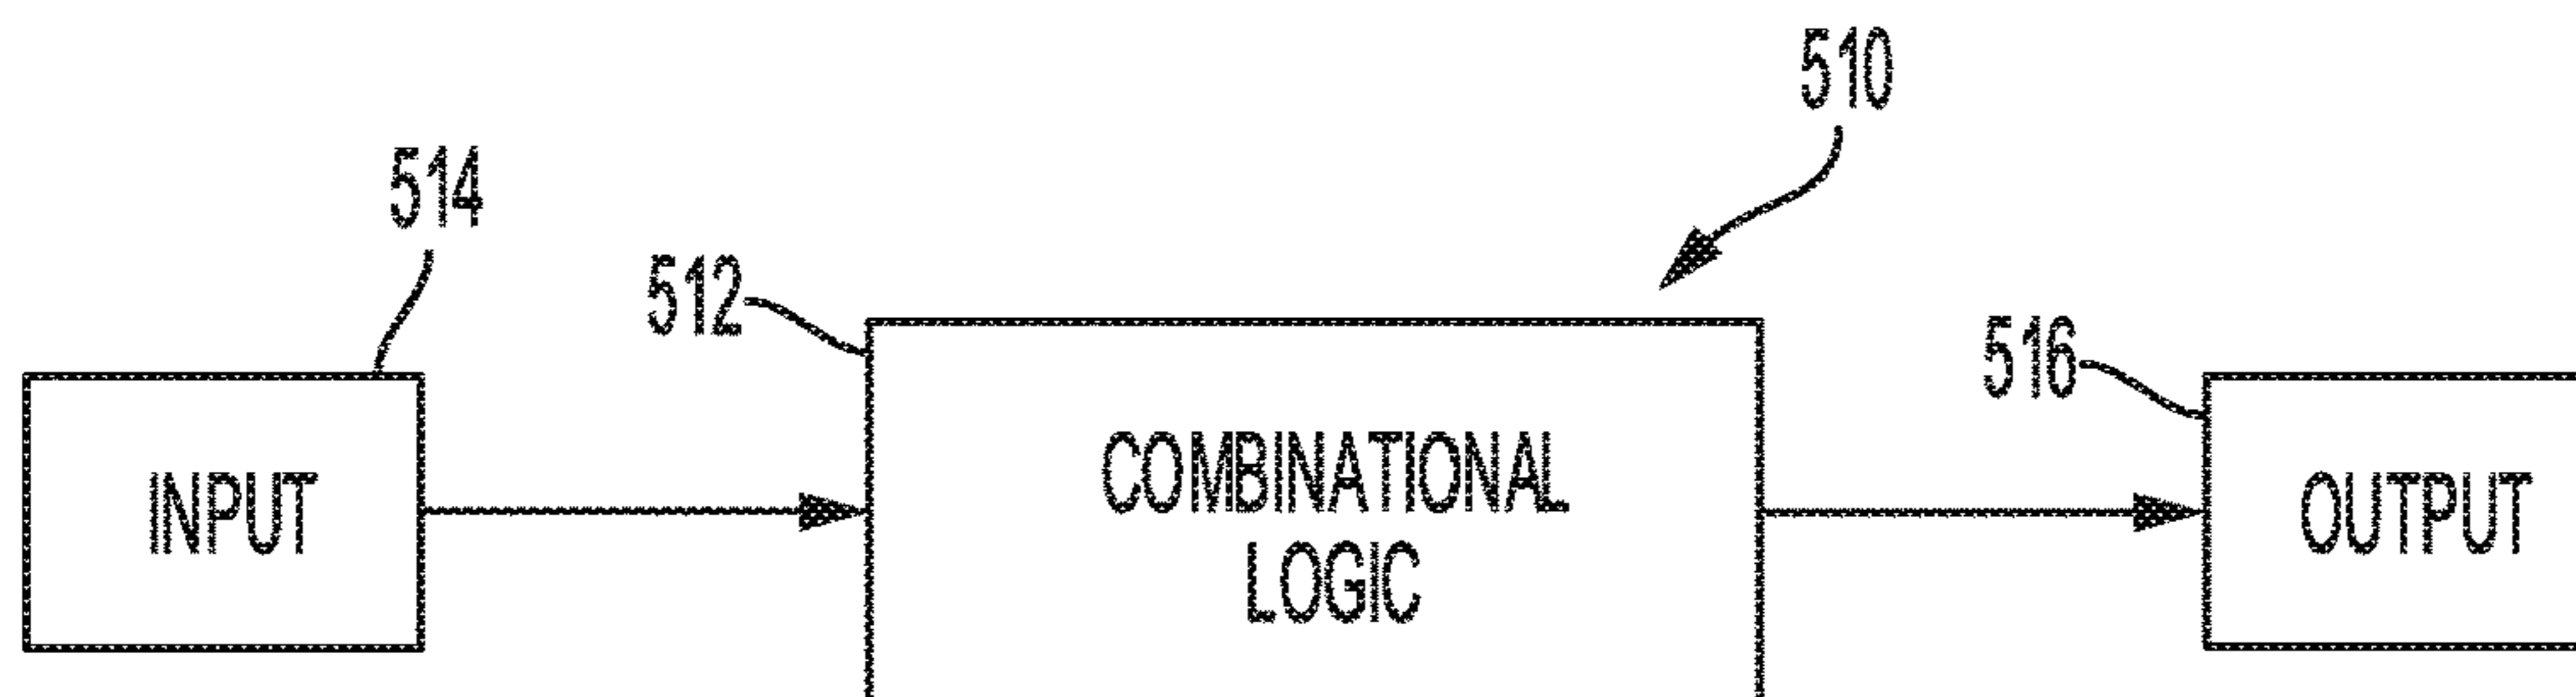 510
514
512
516
INPUT
COMBINATIONAL
LOGIC
OUTPUT